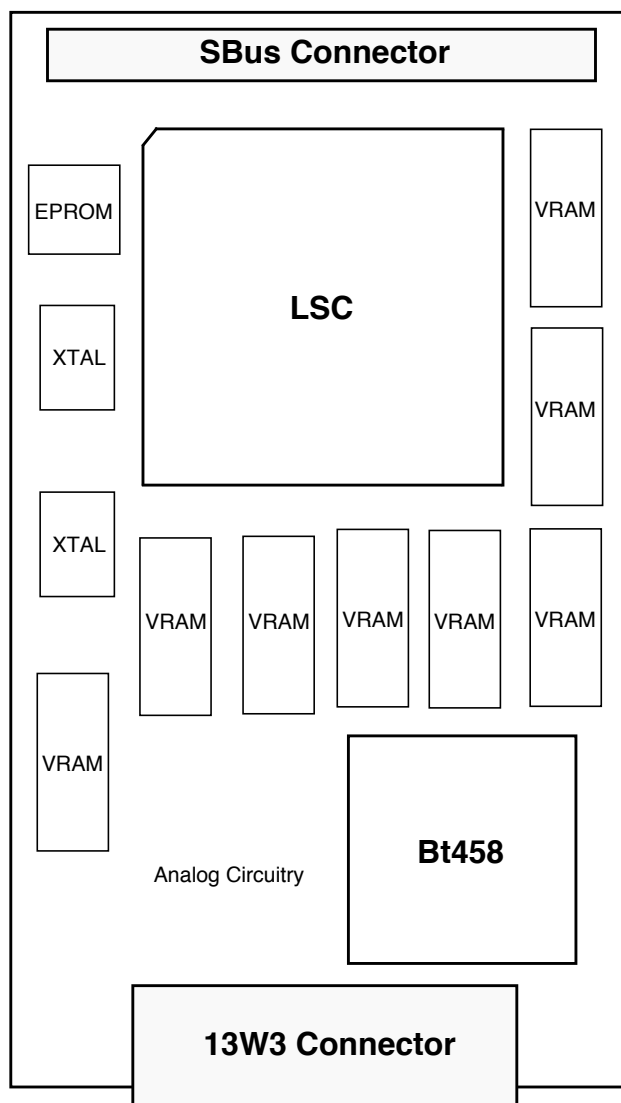 SBus Connector
EPROM
VRAM
LSC
XTAL
VRAM
XTAL
VRAM
VRAM
VRAM
VRAM
VRAM
VRAM
Bt458
Analog Circuitry
13W3 Connector